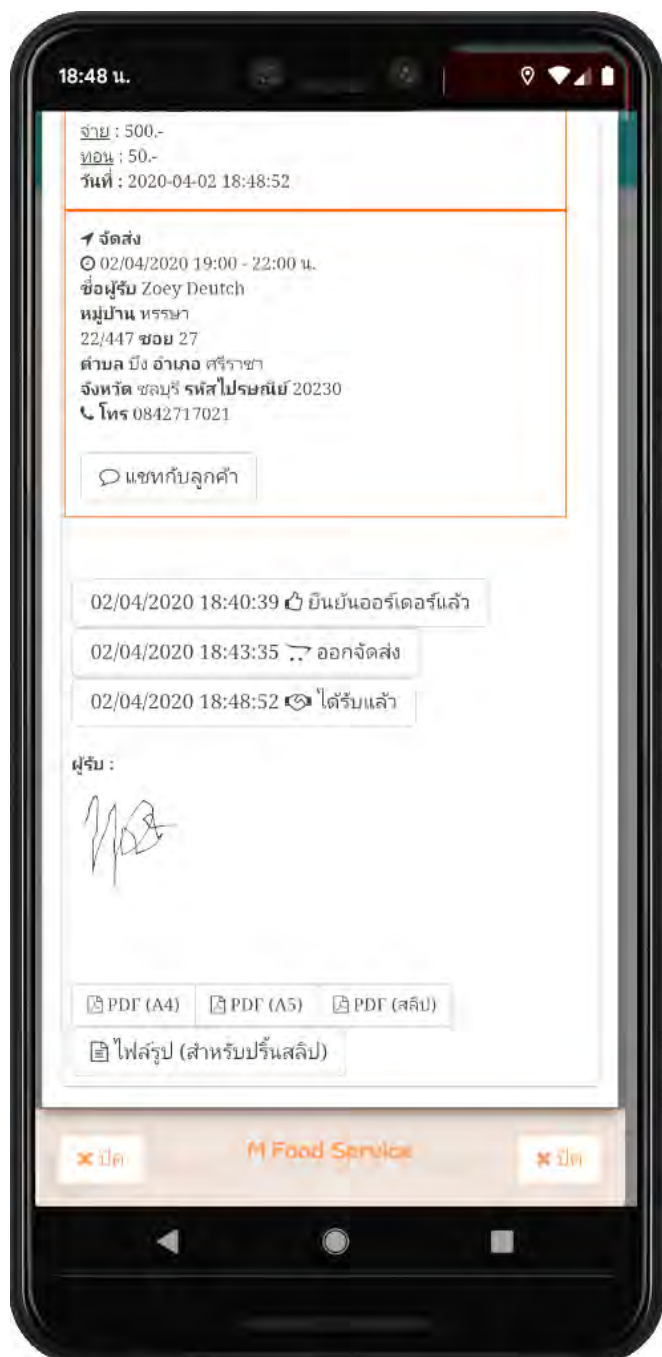 18:48 น.
จ่าย : 500.-
ทอน : 50.-
วันที่ : 2020-04-02 18:48:52
จัดส่ง
02/04/2020 19:00 - 22:00 น.
ชื่อผู้รับ Zoey Deutch
หมู่บ้าน หรรษา
22/447 ซอย 27
ตำบล บึง อำเภอ ศรีราชา
จังหวัด ชลบุรี รหัสไปรษณีย์ 20230
โทร 0842717021
แชทกับลูกค้า
02/04/2020 18:40:39 ยืนยันออร์เดอร์แล้ว
02/04/2020 18:43:35 ออกจัดส่ง
02/04/2020 18:48:52 ได้รับแล้ว
ผู้รับ :
PDF (A4) PDF (A5) PDF (สลิป)
ไฟล์รูป (สำหรับปริ้นสลิป)
ปิด M Food Service ปิด